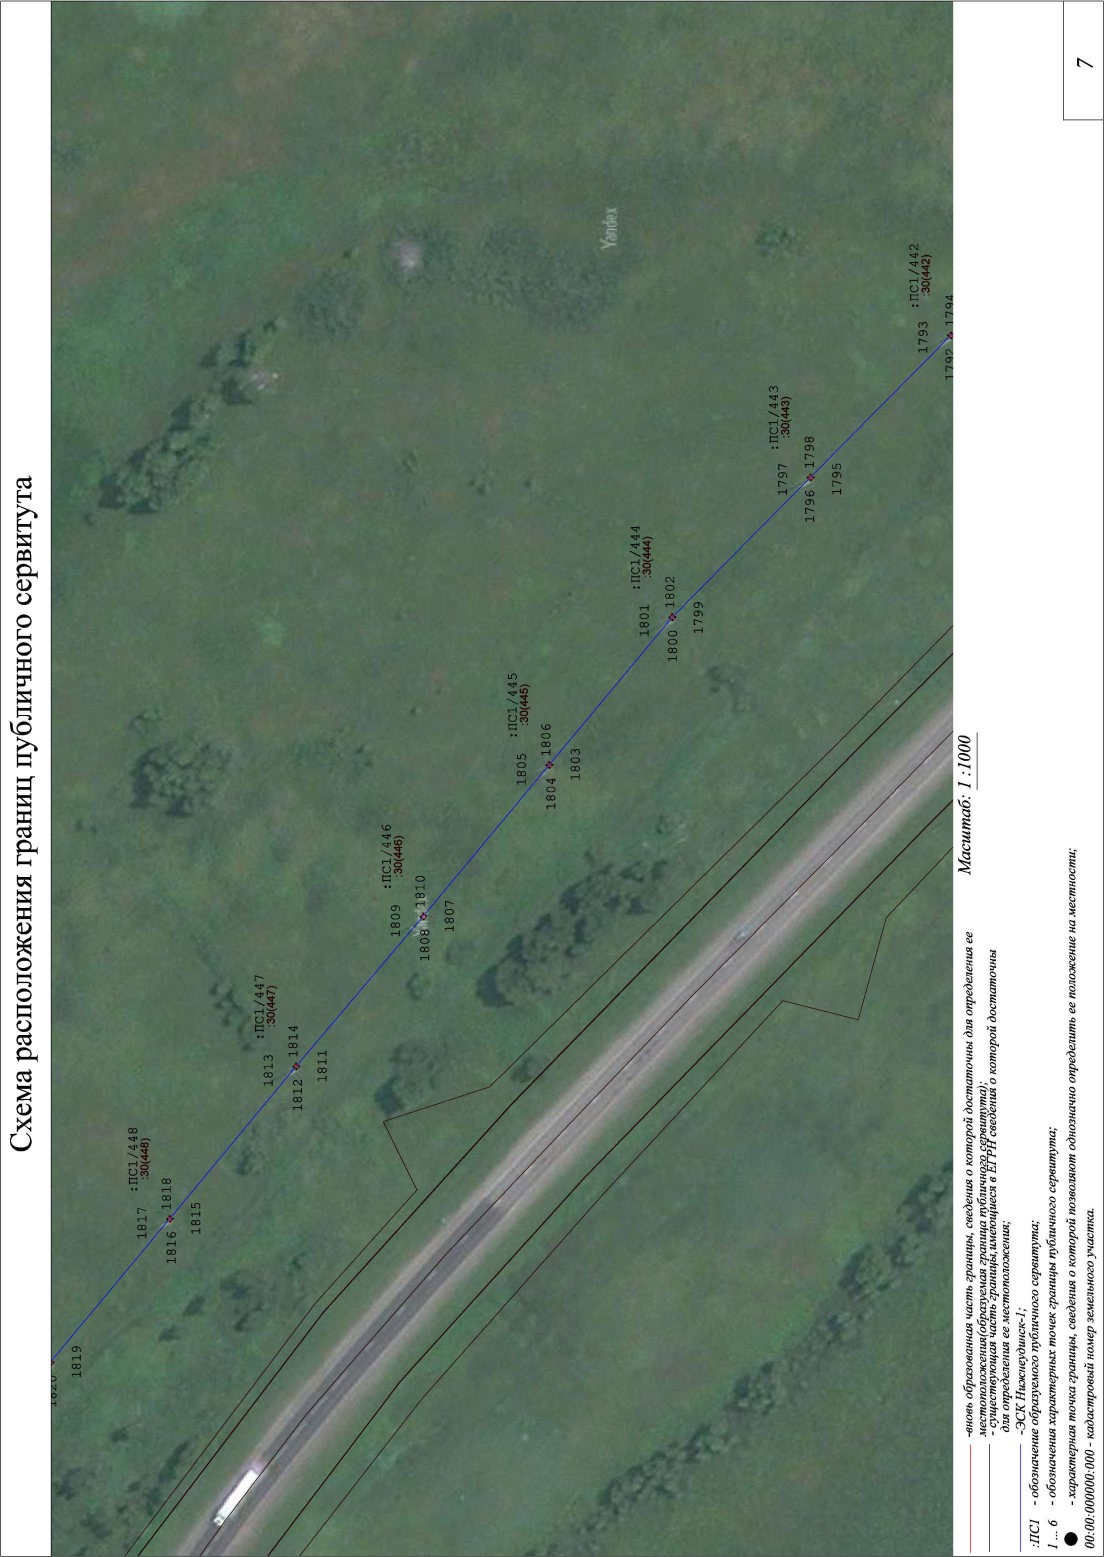 Схема расположения границ публичного сервитута
7
Yandex
:ПС1/442
:30(442)
1793
1794
1792
:ПС1/443
:30(443)
1797
1798
1796
1795
:ПС1/444
:30(444)
1801
1802
1800
1799
:ПС1/445
:30(445)
1805
1806
1804
1803
:ПС1/446
:30(446)
1809
1810
1808
1807
:ПС1/447
:30(447)
1813
1814
1812
1811
:ПС1/448
:30(448)
1817
1818
1816
1815
1820
1819
Масштаб: 1 :1000
-вновь образованная часть границы, сведения о которой достаточны для определения ее
местоположения(образуемая граница публичного сервитута);
- существующая часть границы,имеющиеся в ЕГРН сведения о которой достаточны
для определения ее местоположения;
-ЭСК Нижнеудинск-1;
:ПС1 - обозначение образуемого публичного сервитута;
1 ... 6 - обозначения характерных точек границы публичного сервитута;
- характерная точка границы, сведения о которой позволяют однозначно определить ее положение на местности;
00:00:000000:000 - кадастровый номер земельного участка.